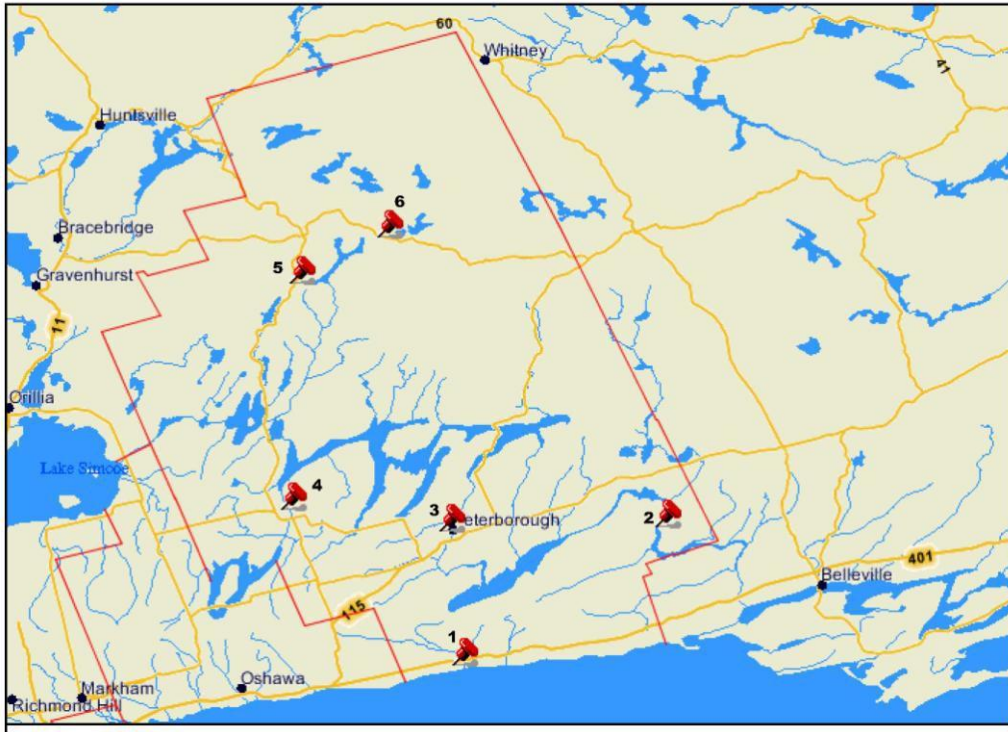 60
Whitney
41
Huntsville
6
Bracebridge
5
Gravenhurst
11
Orillia
Lake Simcoe
4
3
eterborough
2
401
Belleville
115
1
Oshawa
Markham
Richmond Hill